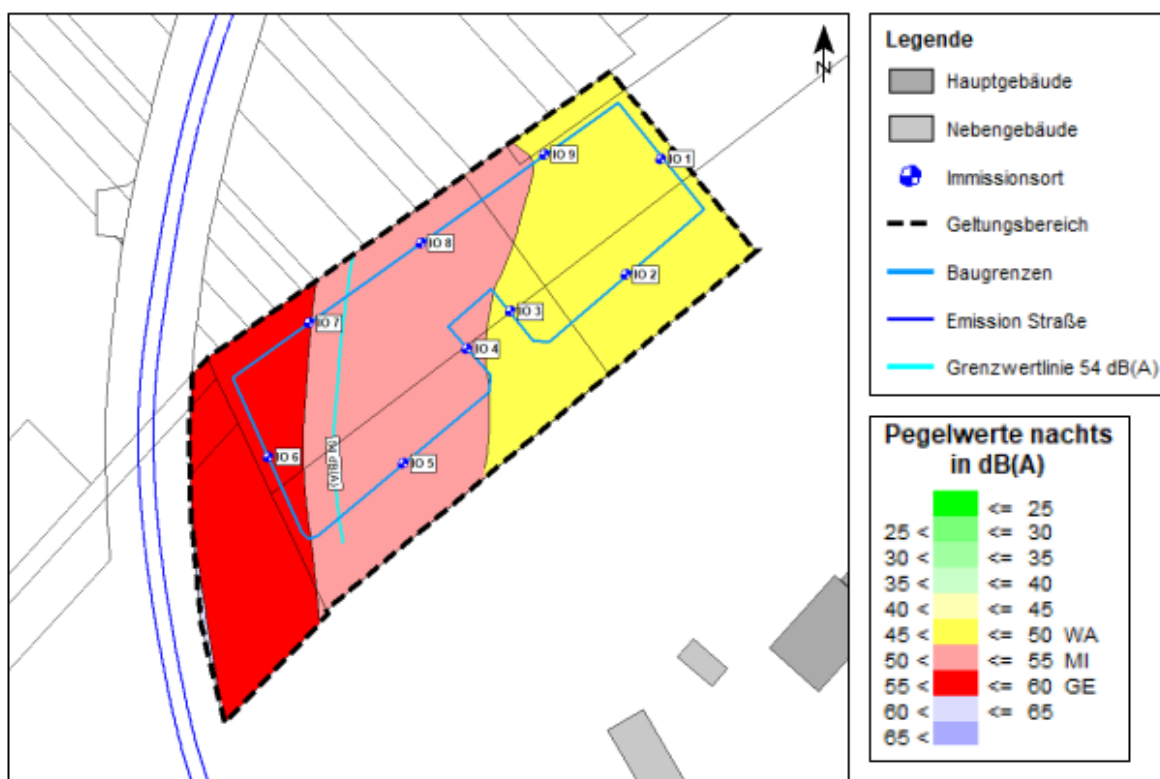 N
IO 9
IO 1
IO 8
IO 2
IO 3
IO 7
IO 4
IO 6
IO 5
54 dB(A)
Legende
Hauptgebäude
Nebengebäude
Immissionsort
Geltungsbereich
Baugrenzen
Emission Straße
Grenzwertlinie 54 dB(A)
Pegelwerte nachts
in dB(A)
<= 25
25 < <= 30
30 < <= 35
35 < <= 40
40 < <= 45
45 < <= 50 WA
50 < <= 55 MI
55 < <= 60 GE
60 < <= 65
65 <